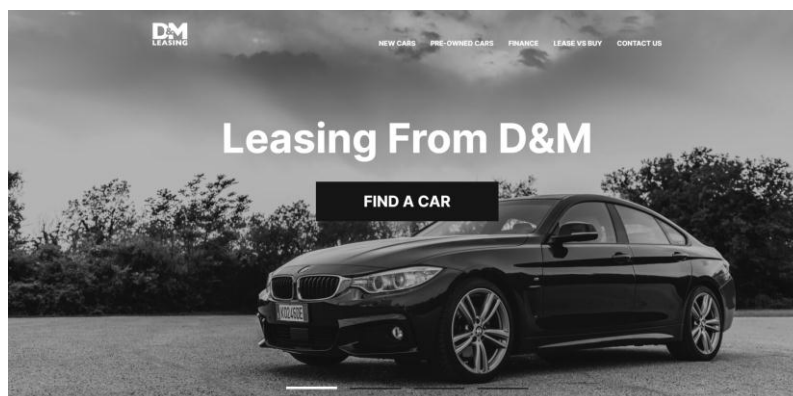 D&M
LEASING
NEW CARS PRE-OWNED CARS FINANCE LEASE VS BUY CONTACT US
Leasing From D&M
FIND A CAR